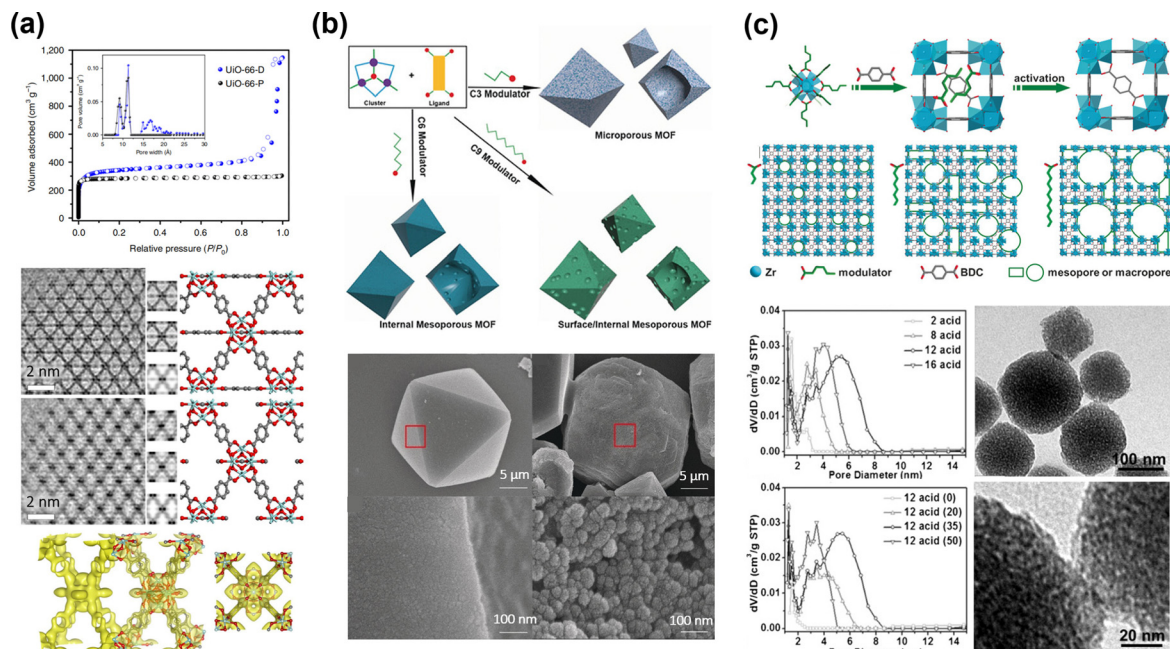 (a)
1,200
1,000
800
600
400
200
0
Volume adsorbed (cm³ g⁻¹)
0.0
0.2
0.4
0.6
0.8
1.0
Relative pressure (P/P₀)
UiO-66-D
UiO-66-P
0.10
0.05
0.00
Pore volume (cm³ g⁻¹)
5
10
15
20
25
30
Pore width (Å)
2 nm
2 nm
(b)
Cluster
+
Ligand
C3 Modulator
C6 Modulator
C9 Modulator
Microporous MOF
Internal Mesoporous MOF
Surface/Internal Mesoporous MOF
5 μm
5 μm
100 nm
100 nm
(c)
activation
Zr
modulator
BDC
mesopore or macropore
0.04
0.03
0.02
0.01
0.00
dV/dD (cm³/g STP)
2 acid
8 acid
12 acid
16 acid
2
4
6
8
10
12
14
Pore Diameter (nm)
100 nm
0.04
0.03
0.02
0.01
0.00
dV/dD (cm³/g STP)
12 acid (0)
12 acid (20)
12 acid (35)
12 acid (50)
2
4
6
8
10
12
14
20 nm